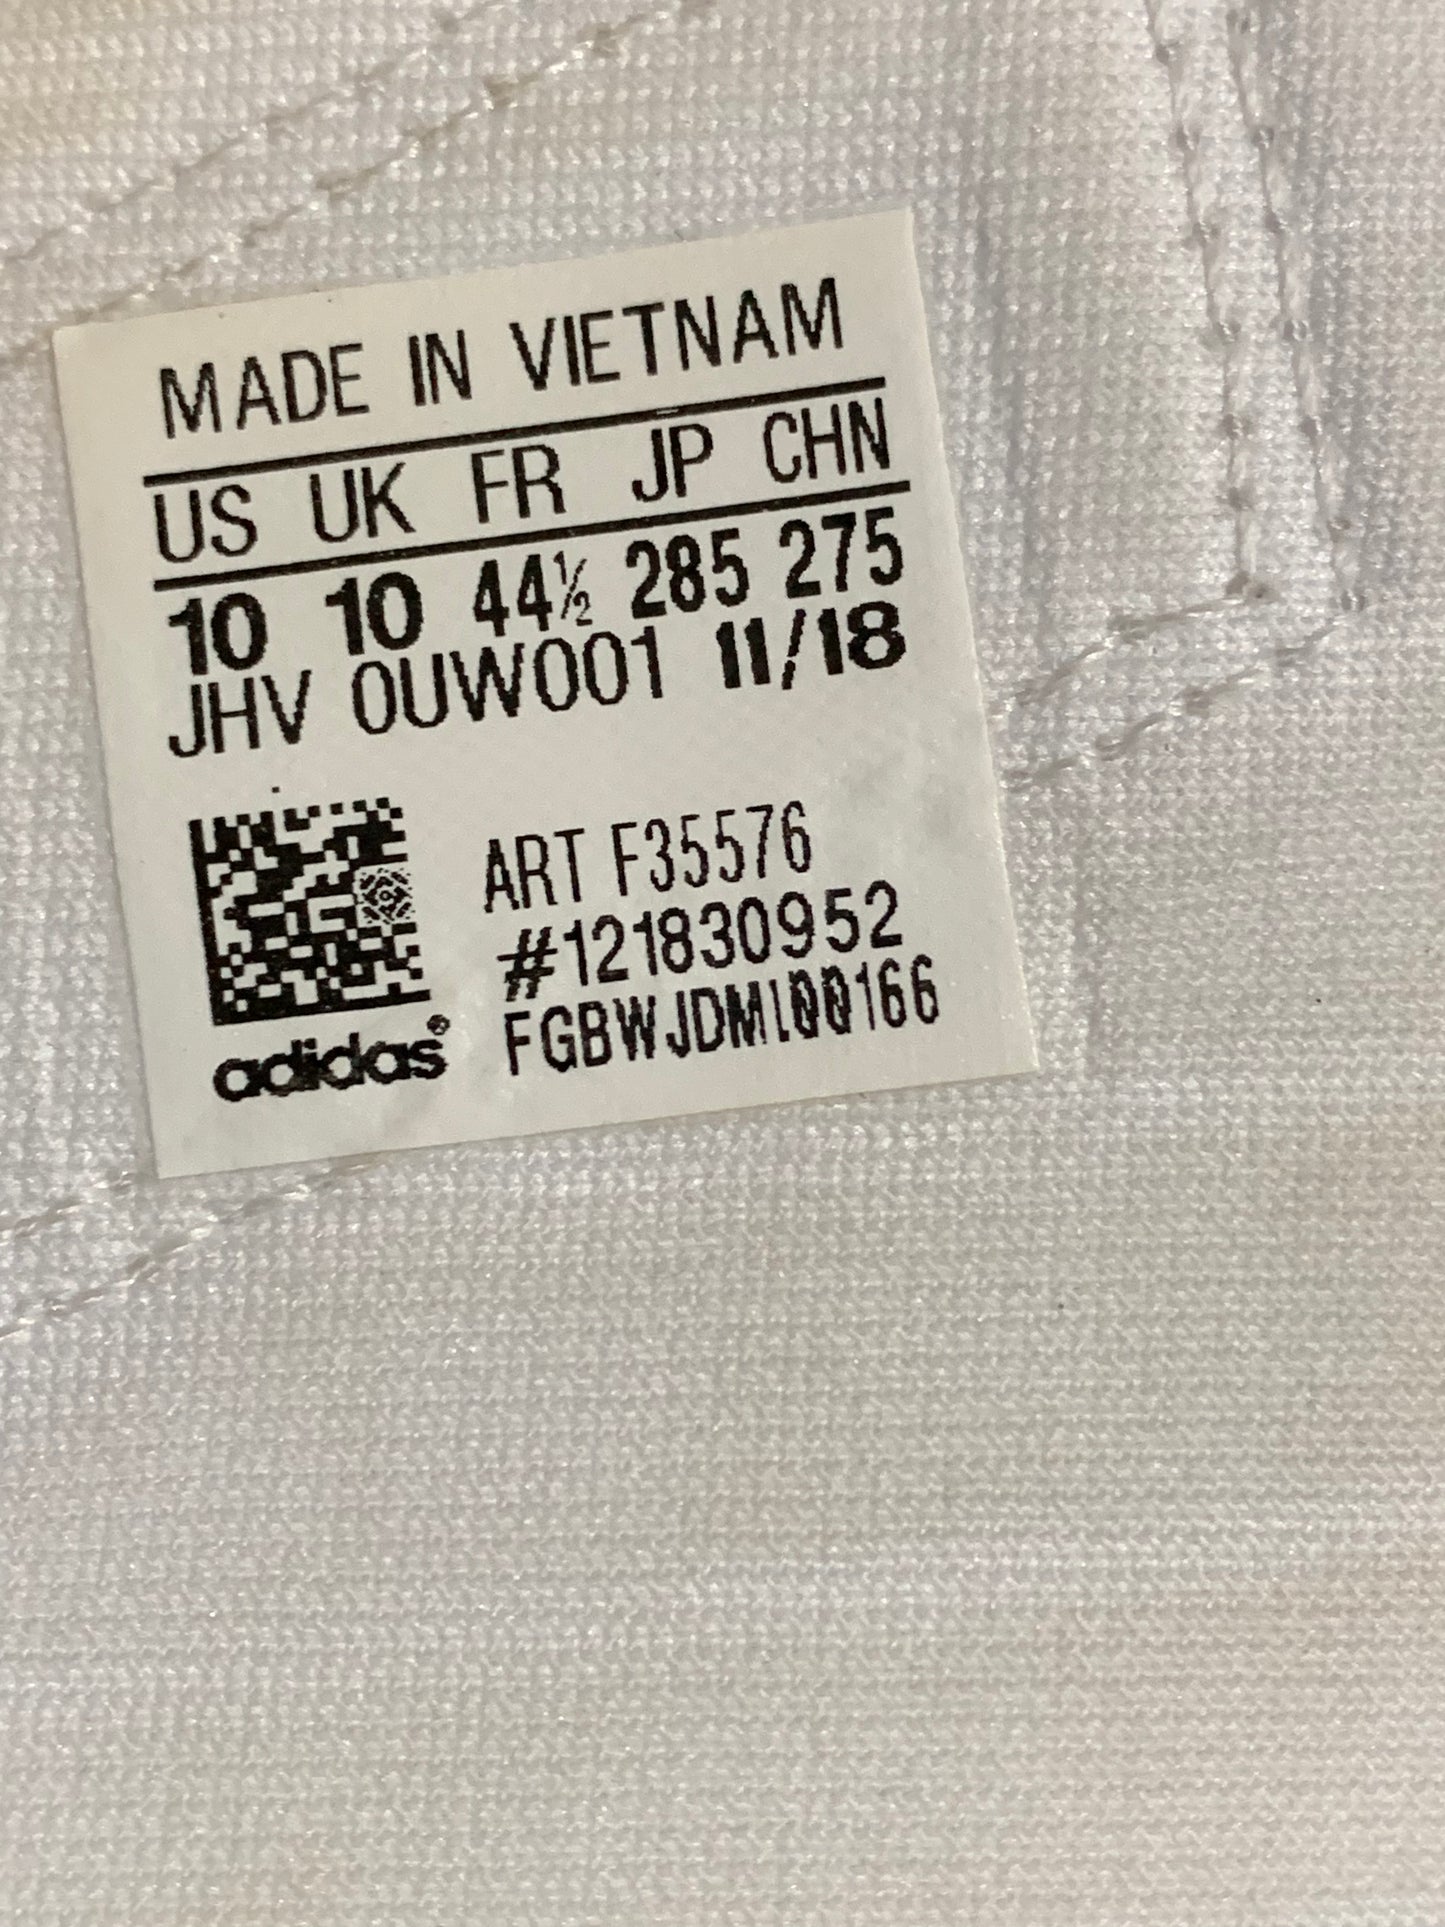 MADE IN VIETNAM
US UK FR JP CHN
10 10 44½ 285 275
JHV 0UW001 11/18
ART F35576
#121830952
FGBWJDML00166
adidas®